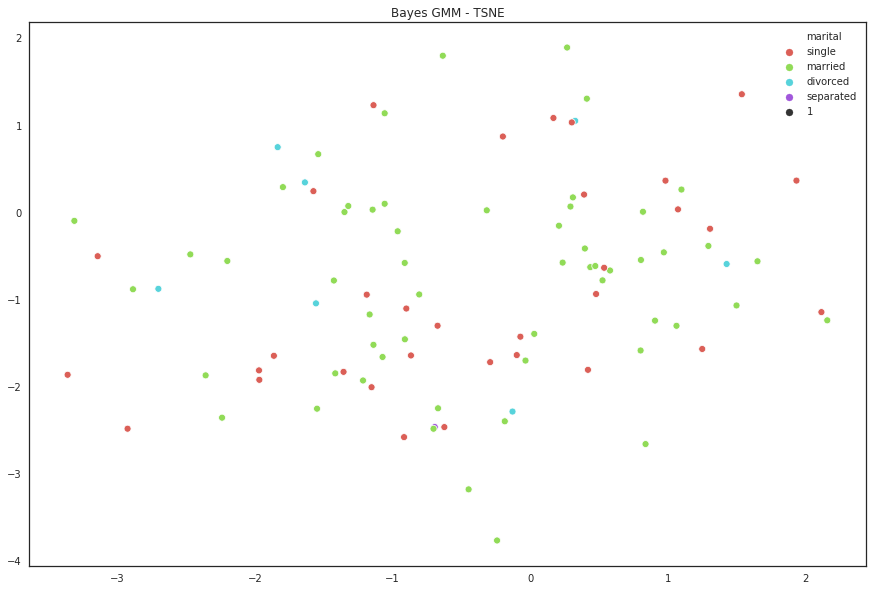 Bayes GMM - TSNE
marital
single
married
divorced
separated
1
2
1
0
−1
−2
−3
−4
−3
−2
−1
0
1
2